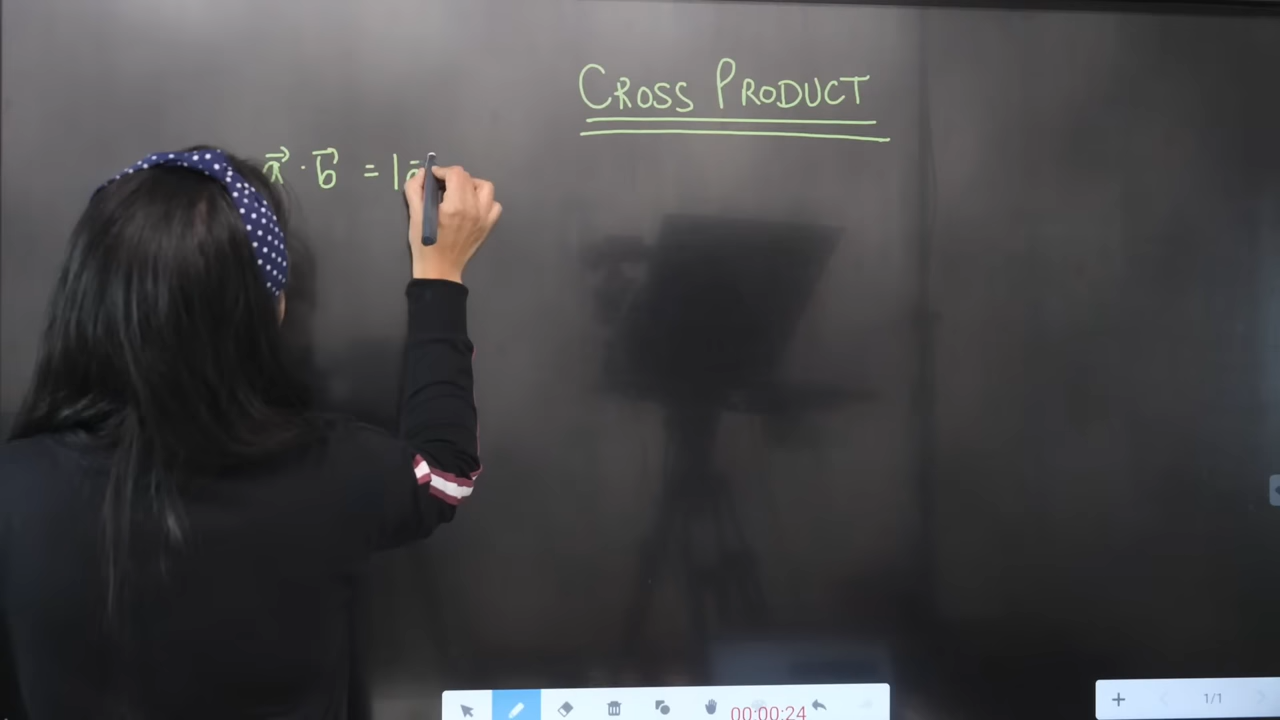 CROSS PRODUCT
a⃗ · b⃗ = |a
00:00:24
1/1